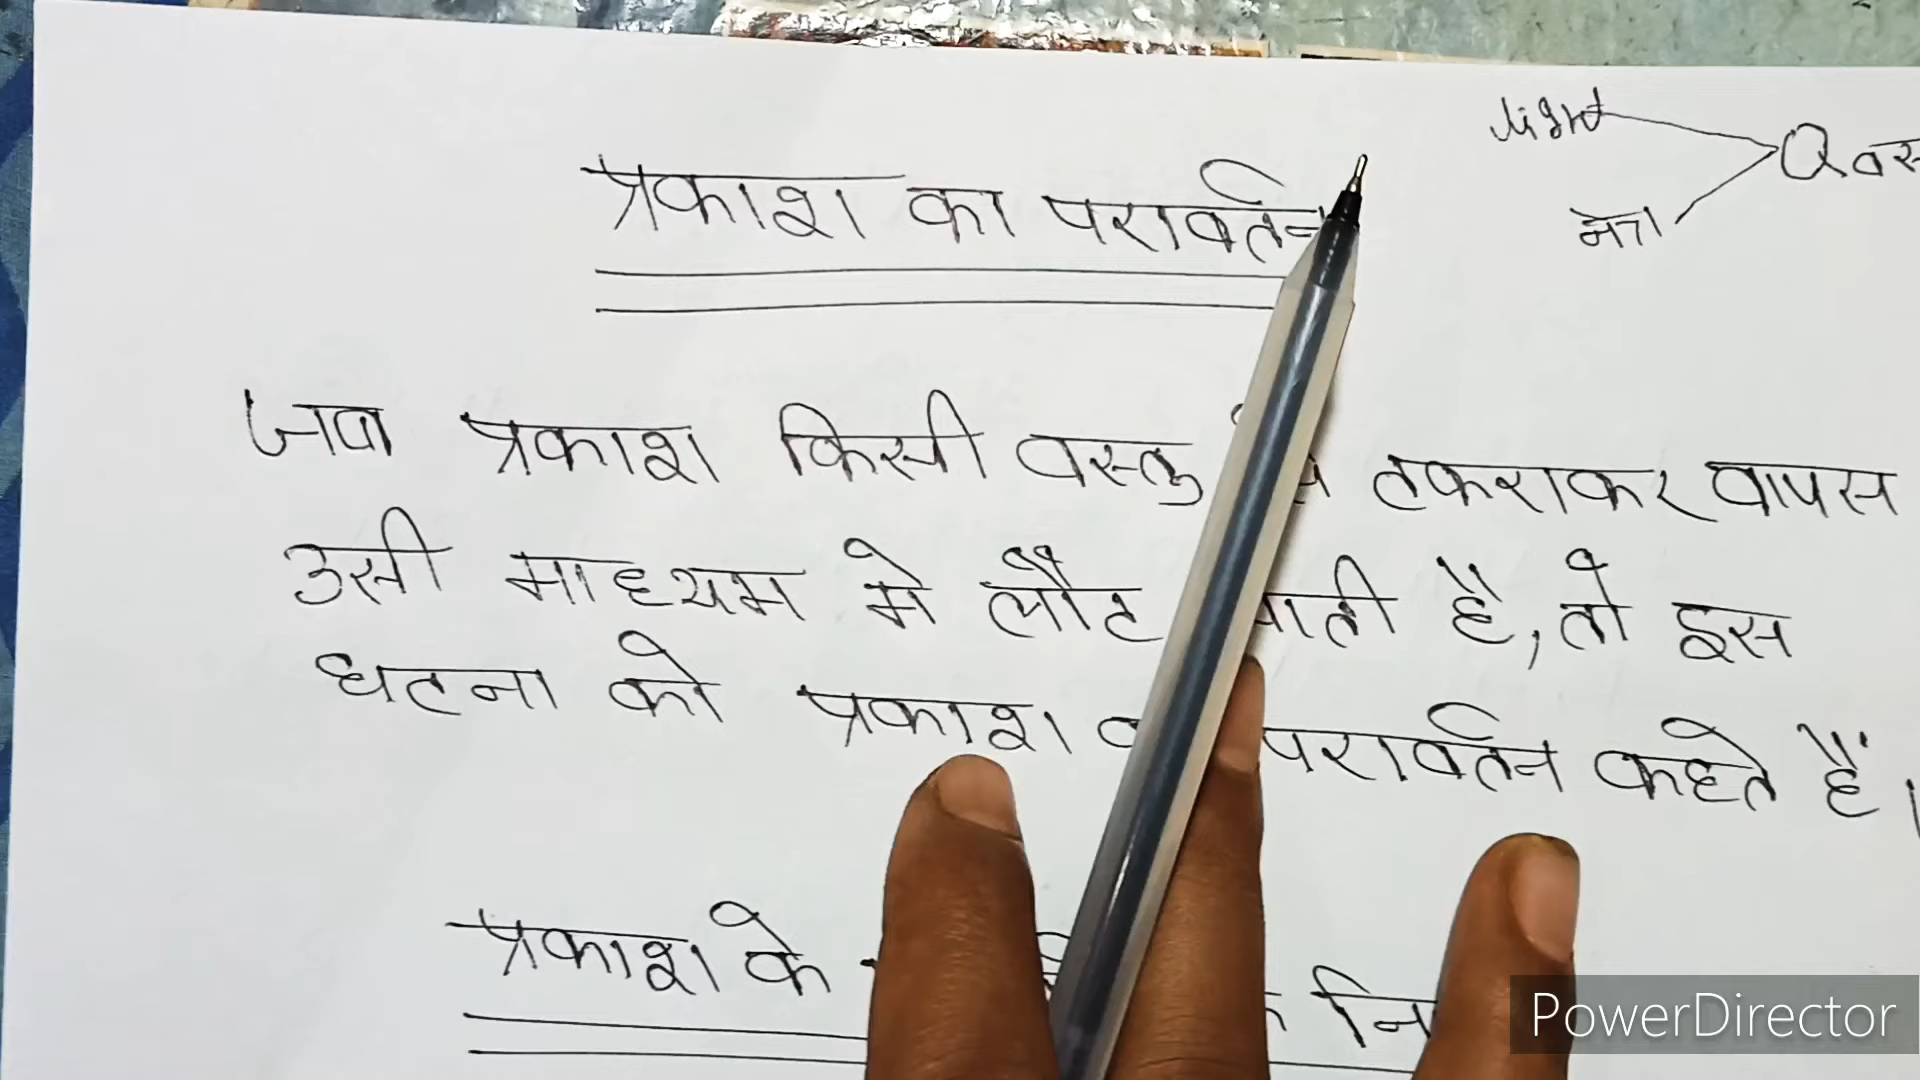 light
वस
नेत्र
प्रकाश का परावर्तन
जब प्रकाश किसी वस्तु से टकराकर वापस
उसी माध्यम मे लौट जाती है, तो इस
घटना को प्रकाश परावर्तन कहते हैं।
प्रकाश के नि
PowerDirector